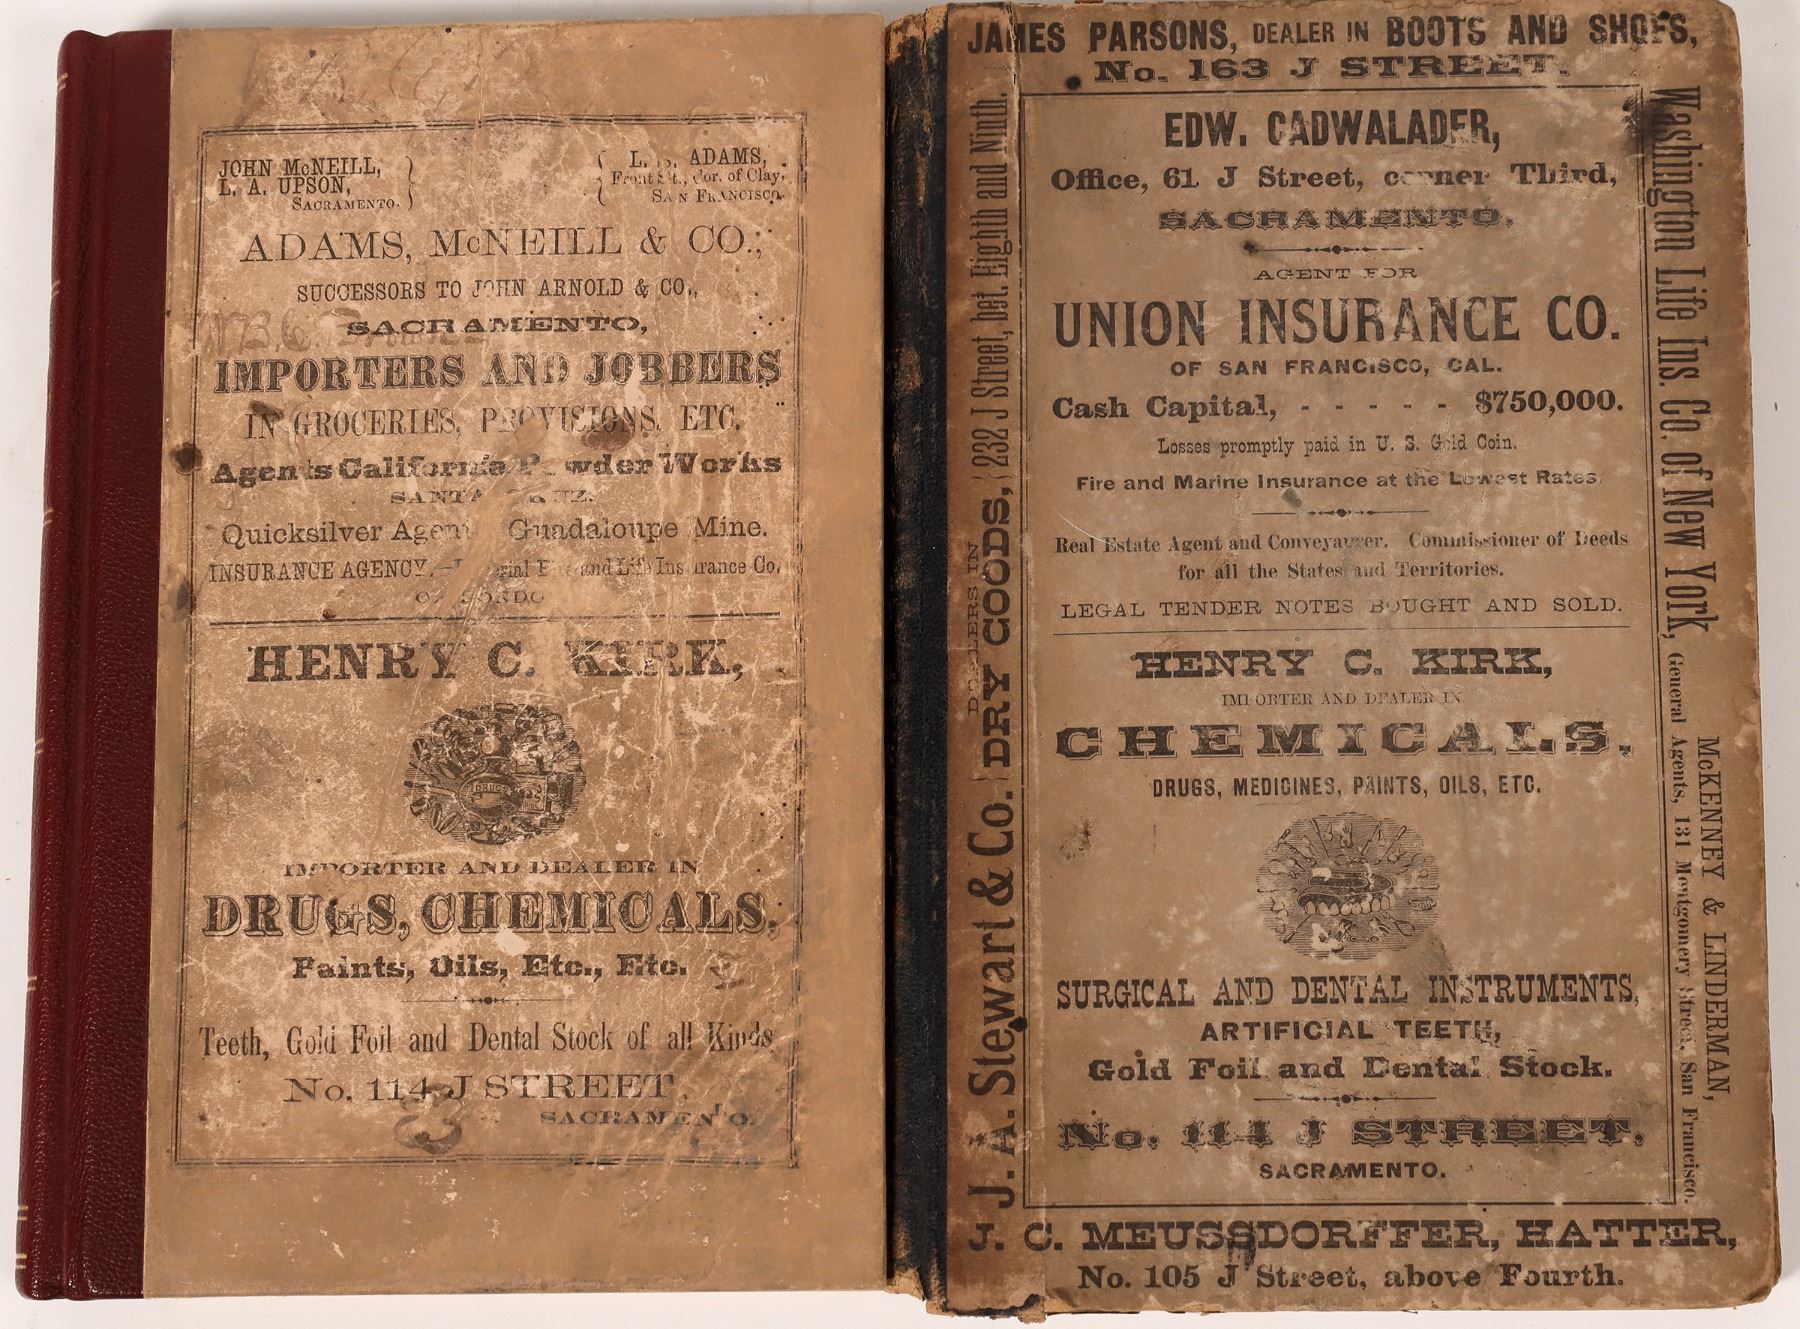 JOHN McNEILL,
L. A. UPSON,
SACRAMENTO.
L. ADAMS,
Front St., Cor. of Clay,
SAN FRANCISCO.
ADAMS, McNEILL & CO.,
SUCCESSORS TO JOHN ARNOLD & CO.,
SACRAMENTO,
IMPORTERS AND JOBBERS
IN GROCERIES, PROVISIONS, ETC.
Agents California Powder Works
SANTA CRUZ.
Quicksilver Agent Guadaloupe Mine.
INSURANCE AGENCY.— Fire and Life Insurance Co.
HENRY C. KIRK,
DRUGS
IMPORTER AND DEALER IN
DRUGS, CHEMICALS,
Paints, Oils, Etc., Etc.
Teeth, Gold Foil and Dental Stock of all Kinds
No. 114 J STREET,
SACRAMENTO.
JAMES PARSONS, DEALER IN BOOTS AND SHOES,
No. 163 J STREET.
J. A. Stewart & Co. DEALERS IN DRY GOODS, 232 J Street, bet. Eighth and Ninth.
EDW. CADWALADER,
Office, 61 J Street, corner Third,
SACRAMENTO.
AGENT FOR
UNION INSURANCE CO.
OF SAN FRANCISCO, CAL.
Cash Capital, - - - - - $750,000.
Losses promptly paid in U. S. Gold Coin.
Fire and Marine Insurance at the Lowest Rates.
Real Estate Agent and Conveyancer. Commissioner of Deeds
for all the States and Territories.
LEGAL TENDER NOTES BOUGHT AND SOLD.
HENRY C. KIRK,
IMPORTER AND DEALER IN
CHEMICALS,
DRUGS, MEDICINES, PAINTS, OILS, ETC.
SURGICAL AND DENTAL INSTRUMENTS,
ARTIFICIAL TEETH,
Gold Foil and Dental Stock.
No. 114 J STREET.
SACRAMENTO.
Washington Life Ins. Co. of New York,
McKENNEY & LINDERMAN,
General Agents, 131 Montgomery Street, San Francisco.
J. C. MEUSSDORFFER, HATTER,
No. 105 J Street, above Fourth.